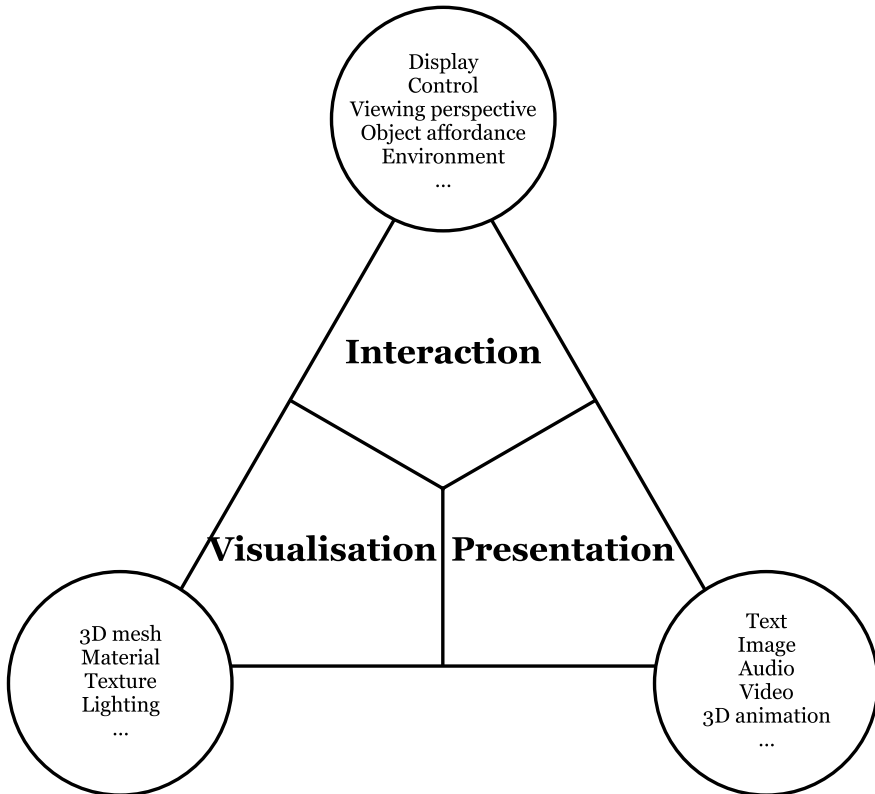 Display
Control
Viewing perspective
Object affordance
Environment
...
Interaction
Visualisation
Presentation
3D mesh
Material
Texture
Lighting
...
Text
Image
Audio
Video
3D animation
...